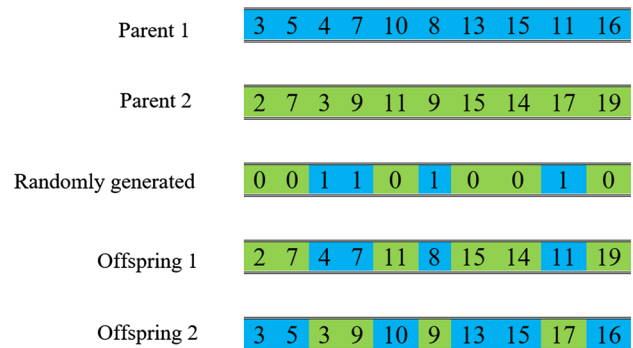 Parent 1 3 5 4 7 10 8 13 15 11 16
Parent 2 2 7 3 9 11 9 15 14 17 19
Randomly generated 0 0 1 1 0 1 0 0 1 0
Offspring 1 2 7 4 7 11 8 15 14 11 19
Offspring 2 3 5 3 9 10 9 13 15 17 16